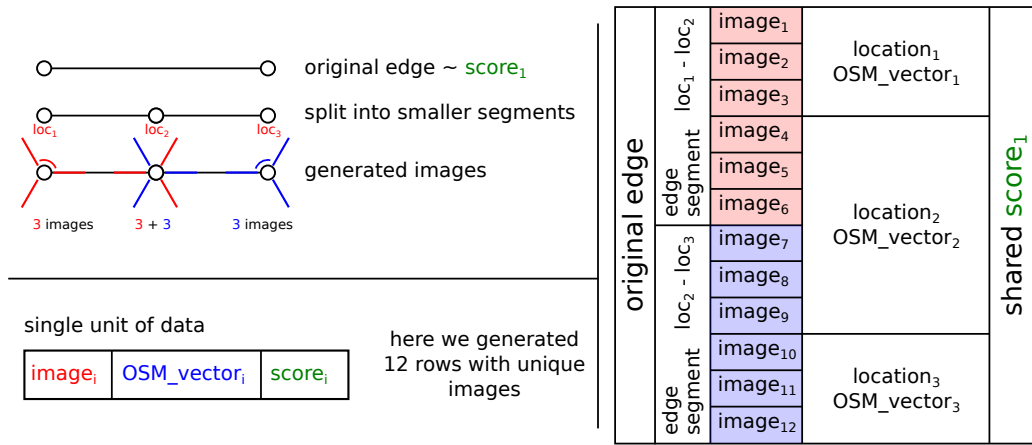 original edge ~ score₁
split into smaller segments
loc₁ loc₂ loc₃
generated images
3 images 3 + 3 3 images
single unit of data
imageᵢ OSM_vectorᵢ scoreᵢ
here we generated
12 rows with unique
images
original edge
loc₁ - loc₂
edge
segment
loc₂ - loc₃
edge
segment
image₁
image₂
image₃
image₄
image₅
image₆
image₇
image₈
image₉
image₁₀
image₁₁
image₁₂
location₁
OSM_vector₁
location₂
OSM_vector₂
location₃
OSM_vector₃
shared score₁